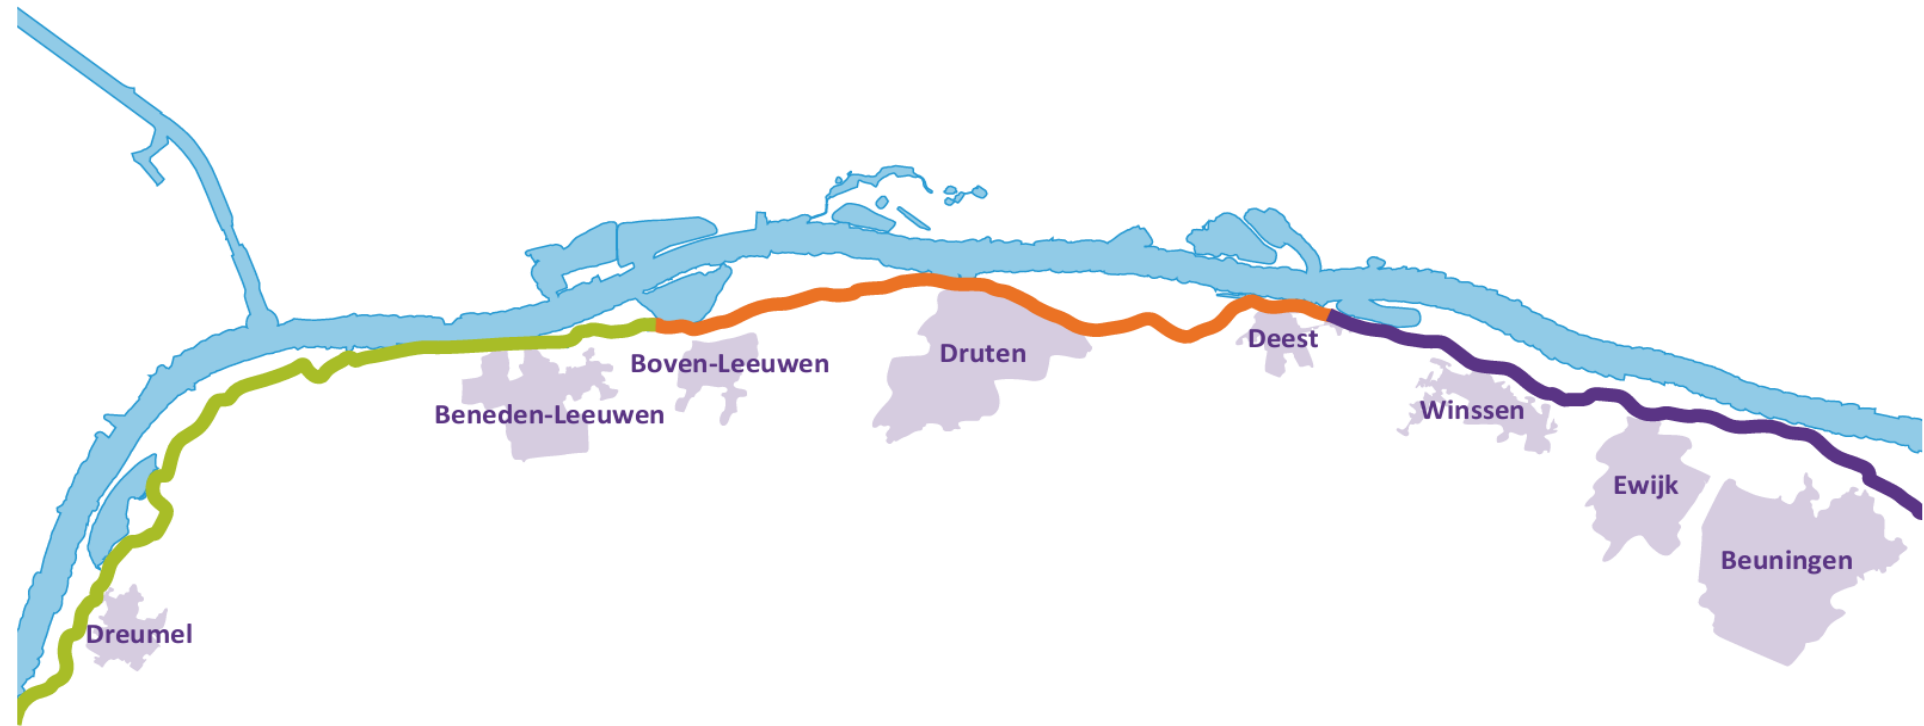 Dreumel
Beneden-Leeuwen
Boven-Leeuwen
Druten
Deest
Winssen
Ewijk
Beuningen